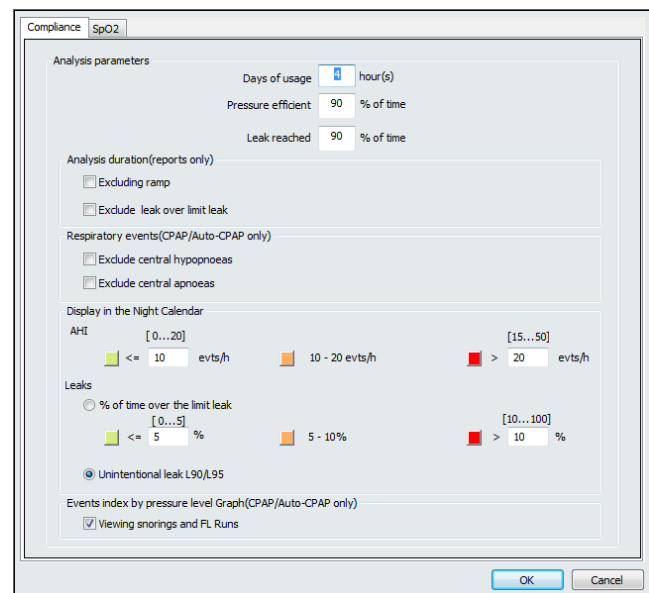 Compliance SpO2
Analysis parameters
Days of usage 4 hour(s)
Pressure efficient 90 % of time
Leak reached 90 % of time
Analysis duration(reports only)
Excluding ramp
Exclude leak over limit leak
Respiratory events(CPAP/Auto-CPAP only)
Exclude central hypopnoeas
Exclude central apnoeas
Display in the Night Calendar
AHI
[ 0...20] [15...50]
<= 10 evts/h 10 - 20 evts/h > 20 evts/h
Leaks
% of time over the limit leak
[ 0...5] [10...100]
<= 5 % 5 - 10% > 10 %
Unintentional leak L90/L95
Events index by pressure level Graph(CPAP/Auto-CPAP only)
Viewing snorings and FL Runs
OK Cancel